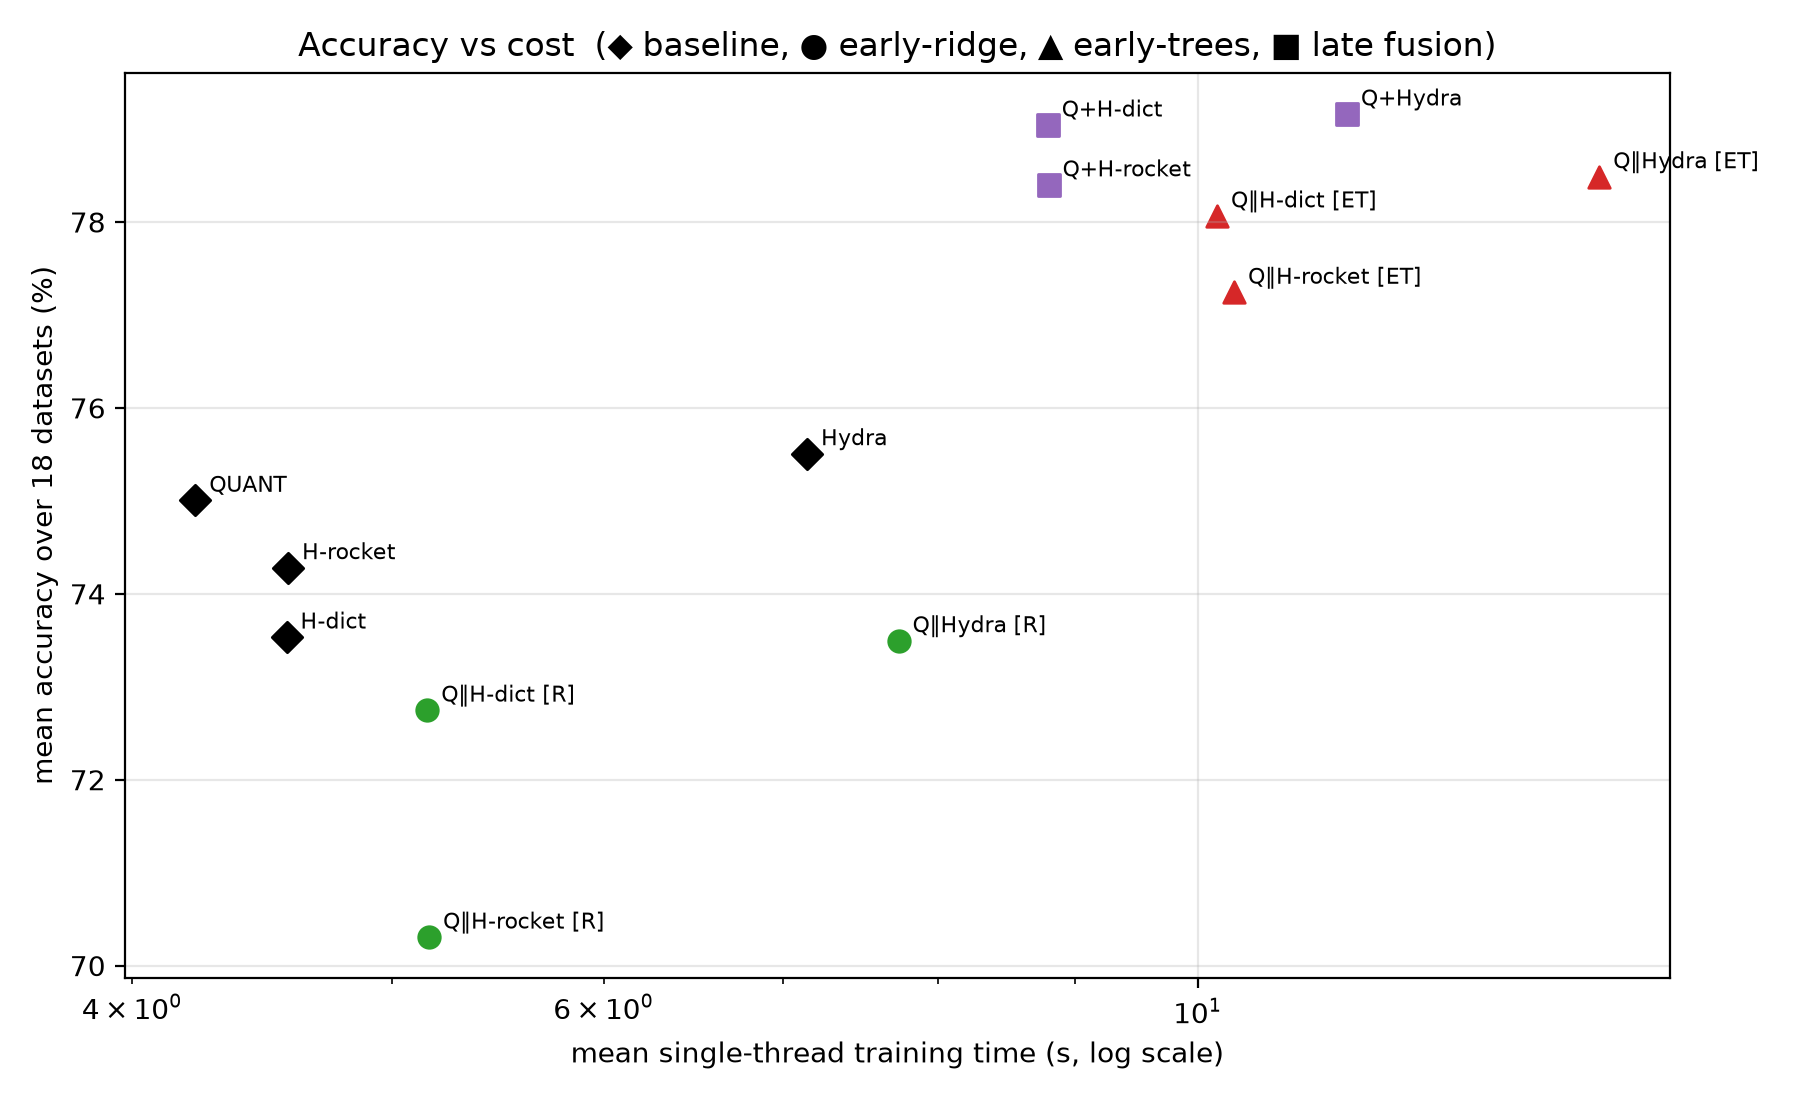 Accuracy vs cost (◆ baseline, ● early-ridge, ▲ early-trees, ■ late fusion)
Q+Hydra
Q+H-dict
Q∥Hydra [ET]
Q+H-rocket
Q∥H-dict [ET]
78
Q∥H-rocket [ET]
76
Hydra
QUANT
H-rocket
74
H-dict
Q∥Hydra [R]
Q∥H-dict [R]
72
Q∥H-rocket [R]
70
mean accuracy over 18 datasets (%)
4 × 10⁰ 6 × 10⁰ 10¹
mean single-thread training time (s, log scale)